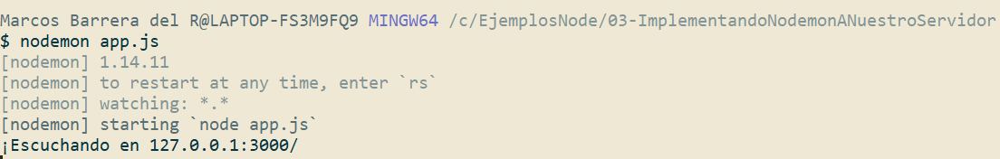 Marcos Barrera del R@LAPTOP-FS3M9FQ9 MINGW64 /c/EjemplosNode/03-ImplementandoNodemonANuestroServidor
$ nodemon app.js
[nodemon] 1.14.11
[nodemon] to restart at any time, enter `rs`
[nodemon] watching: *.*
[nodemon] starting `node app.js`
¡Escuchando en 127.0.0.1:3000/